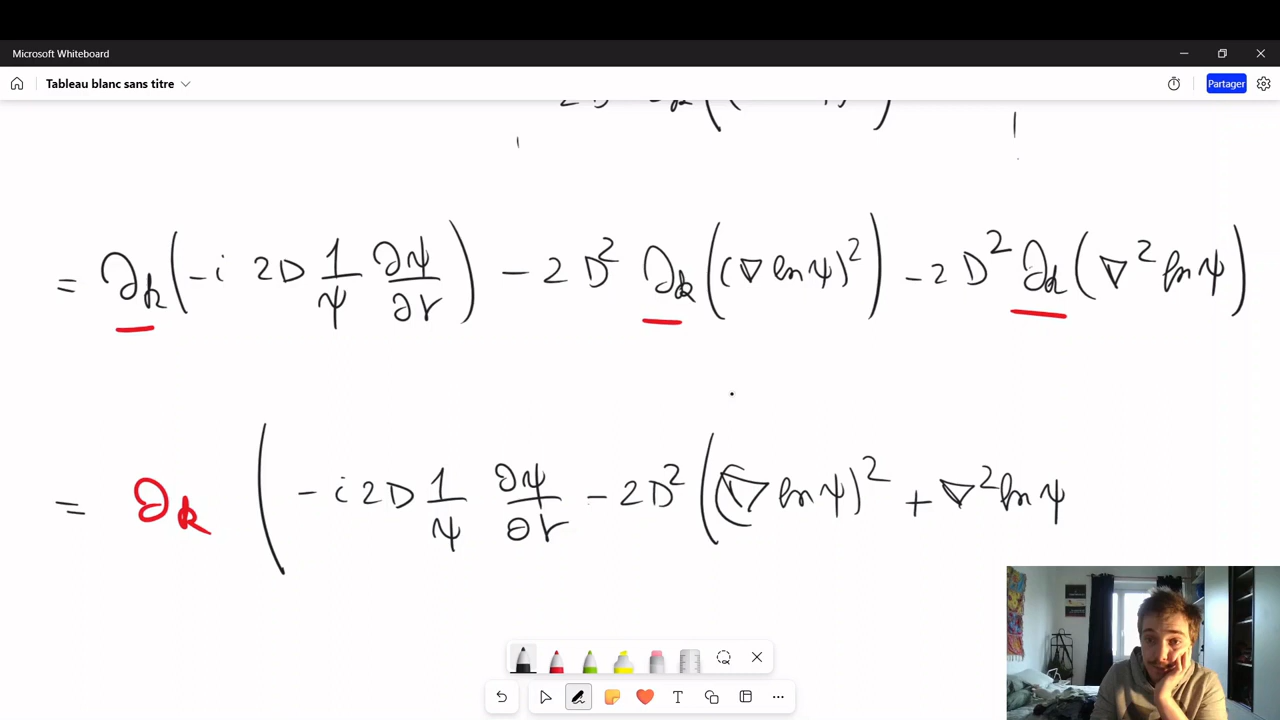 Microsoft Whiteboard
Tableau blanc sans titre
Partager
= ∂k(-i 2D 1/ψ ∂ψ/∂r) - 2D² ∂k((∇ ln ψ)²) - 2D² ∂k(∇² ln ψ)
= ∂k (-i 2D 1/ψ ∂ψ/∂r - 2D² ((∇ ln ψ)² + ∇² ln ψ
T